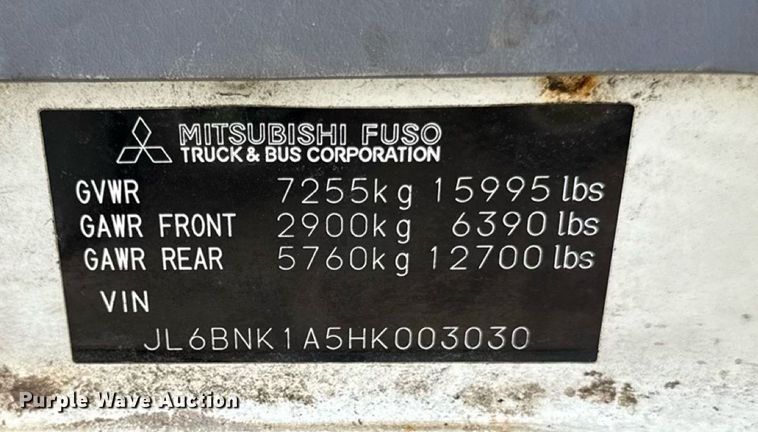 MITSUBISHI FUSO
TRUCK & BUS CORPORATION
GVWR 7255kg 15995 lbs
GAWR FRONT 2900kg 6390 lbs
GAWR REAR 5760kg 12700 lbs
VIN
JL6BNK1A5HK003030
Purple Wave Auction